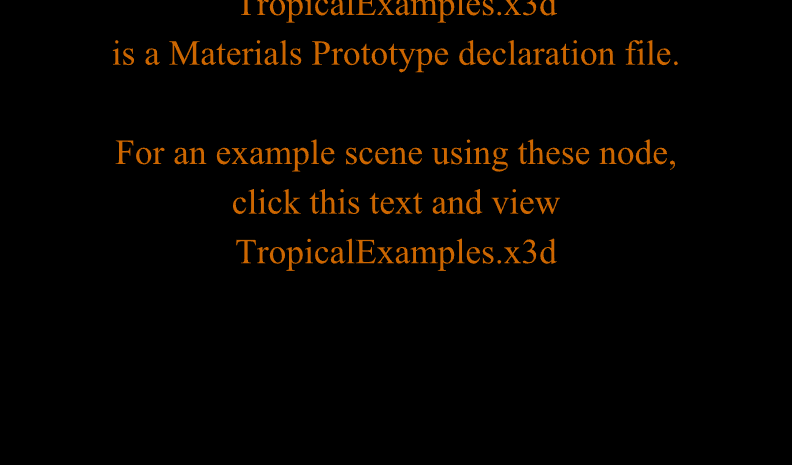 TropicalExamples.x3d
is a Materials Prototype declaration file.
For an example scene using these node,
click this text and view
TropicalExamples.x3d